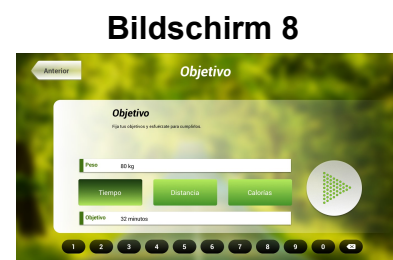 Bildschirm 8
Anterior
Objetivo
Objetivo
Fija tus objetivos y esfuerzate para cumplirlos.
Peso 80 kg
Tiempo Distancia Calorías
Objetivo 32 minutos
1 2 3 4 5 6 7 8 9 0